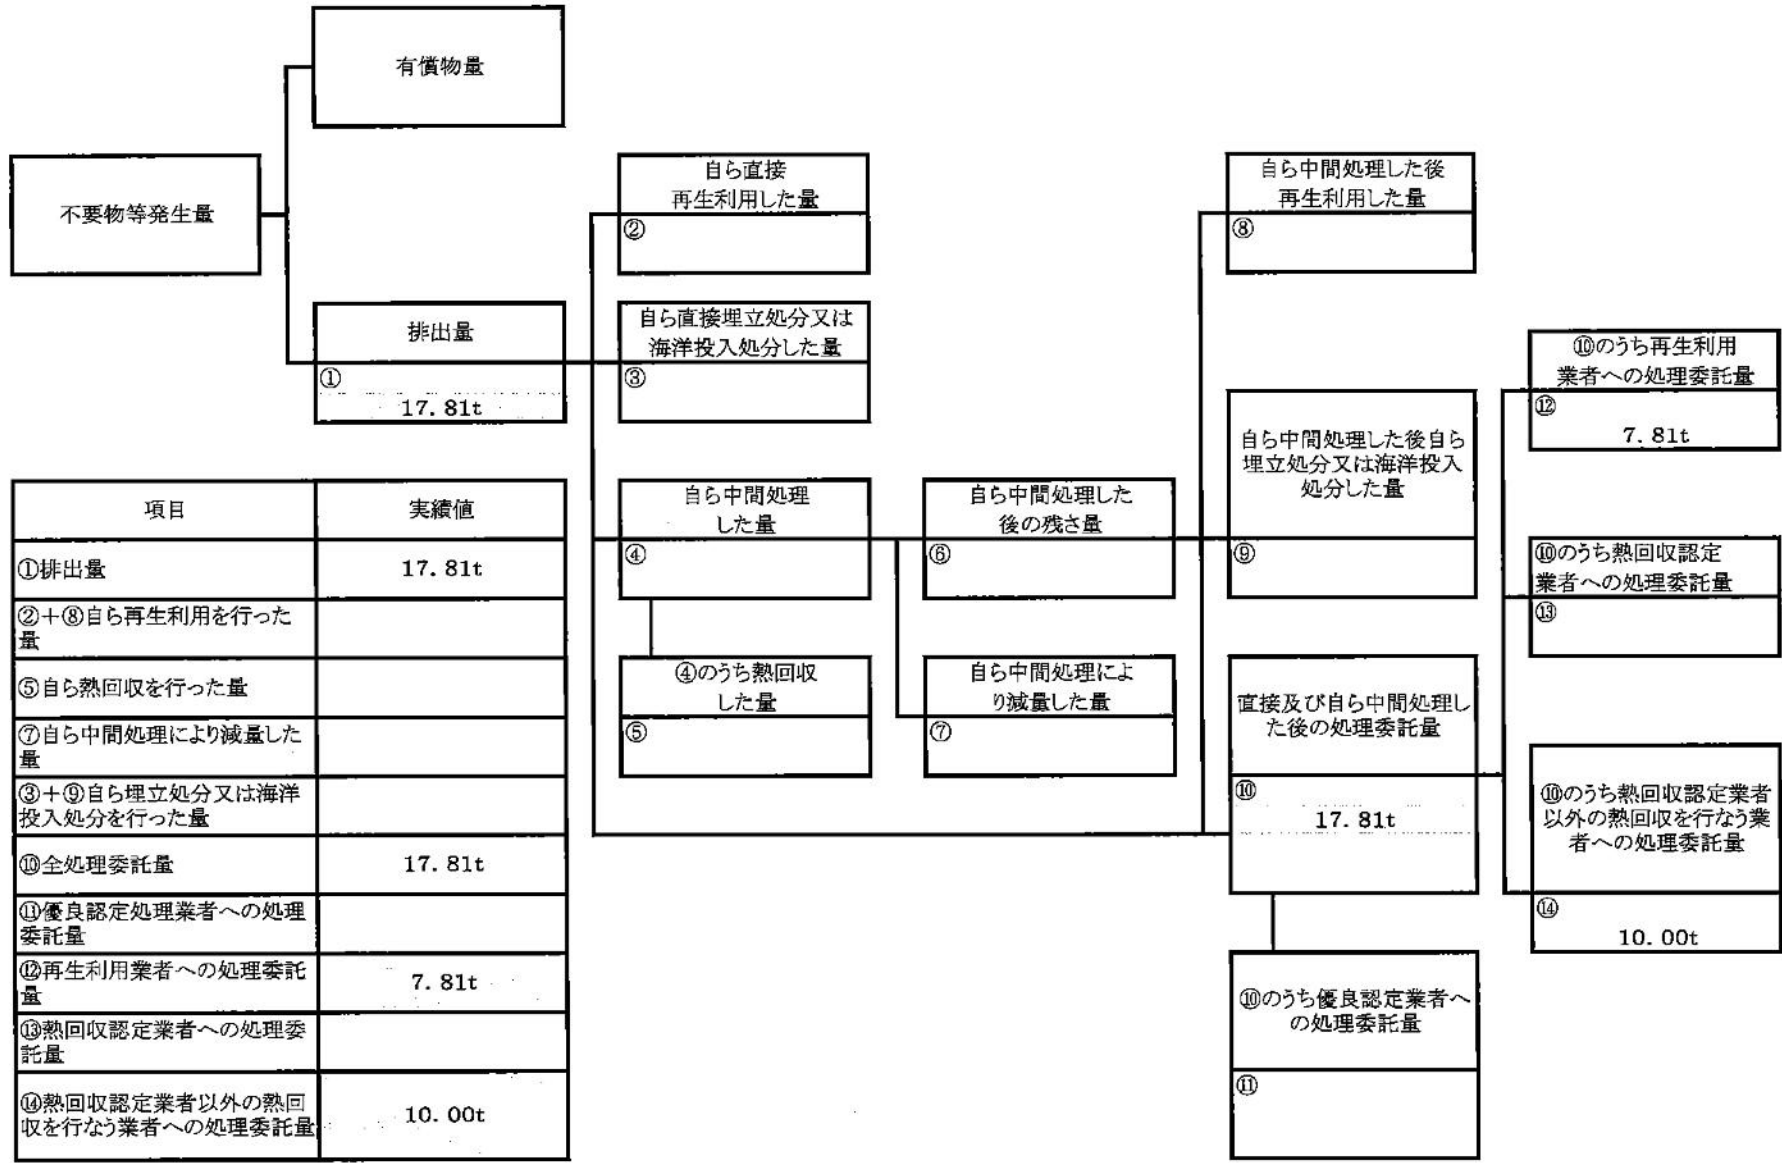 有償物量
不要物等発生量
排出量
①
17.81t
自ら直接
再生利用した量
②
自ら直接埋立処分又は
海洋投入処分した量
③
自ら中間処理
した量
④
④のうち熱回収
した量
⑤
自ら中間処理した
後の残さ量
⑥
自ら中間処理によ
り減量した量
⑦
自ら中間処理した後
再生利用した量
⑧
自ら中間処理した後自ら
埋立処分又は海洋投入
処分した量
⑨
直接及び自ら中間処理し
た後の処理委託量
⑩
17.81t
⑩のうち優良認定業者へ
の処理委託量
⑪
⑩のうち再生利用
業者への処理委託量
⑫
7.81t
⑩のうち熱回収認定
業者への処理委託量
⑬
⑩のうち熱回収認定業者
以外の熱回収を行なう業
者への処理委託量
⑭
10.00t
項目 実績値
①排出量 17.81t
②+⑧自ら再生利用を行った
量
⑤自ら熱回収を行った量
⑦自ら中間処理により減量した
量
③+⑨自ら埋立処分又は海洋
投入処分を行った量
⑩全処理委託量 17.81t
⑪優良認定処理業者への処理
委託量
⑫再生利用業者への処理委託
量 7.81t
⑬熱回収認定業者への処理委
託量
⑭熱回収認定業者以外の熱回
収を行なう業者への処理委託量 10.00t